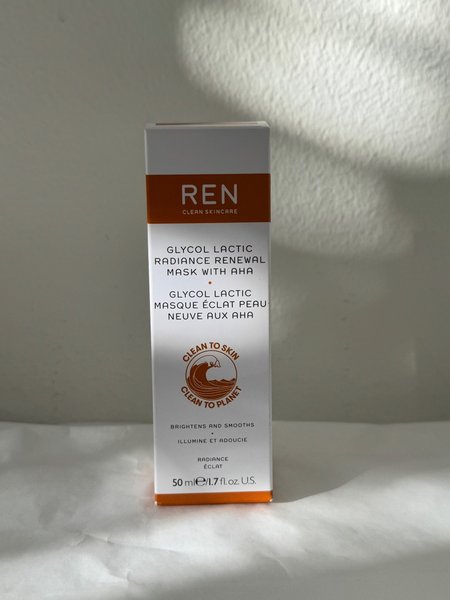 REN
CLEAN SKINCARE
GLYCOL LACTIC
RADIANCE RENEWAL
MASK WITH AHA
GLYCOL LACTIC
MASQUE ÉCLAT PEAU
NEUVE AUX AHA
CLEAN TO SKIN
CLEAN TO PLANET
BRIGHTENS AND SMOOTHS
ILLUMINE ET ADOUCIE
RADIANCE
ÉCLAT
50 ml℮/1.7 fl.oz. U.S.